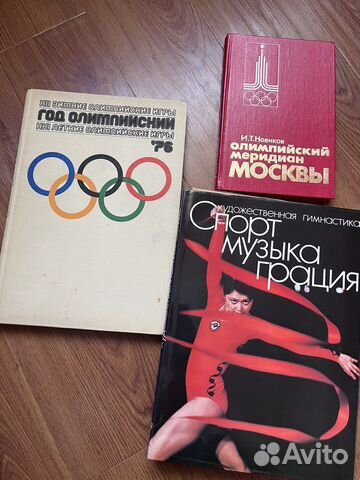 XII ЗИМНИЕ ОЛИМПИЙСКИЕ ИГРЫ
ГОД ОЛИМПИЙСКИЙ
XXI ЛЕТНИЕ ОЛИМПИЙСКИЕ ИГРЫ
'76
И.Т.Новиков
ОЛИМПИЙСКИЙ
МЕРИДИАН
МОСКВЫ
художественная гимнастика
Спорт
музыка
грация
Avito